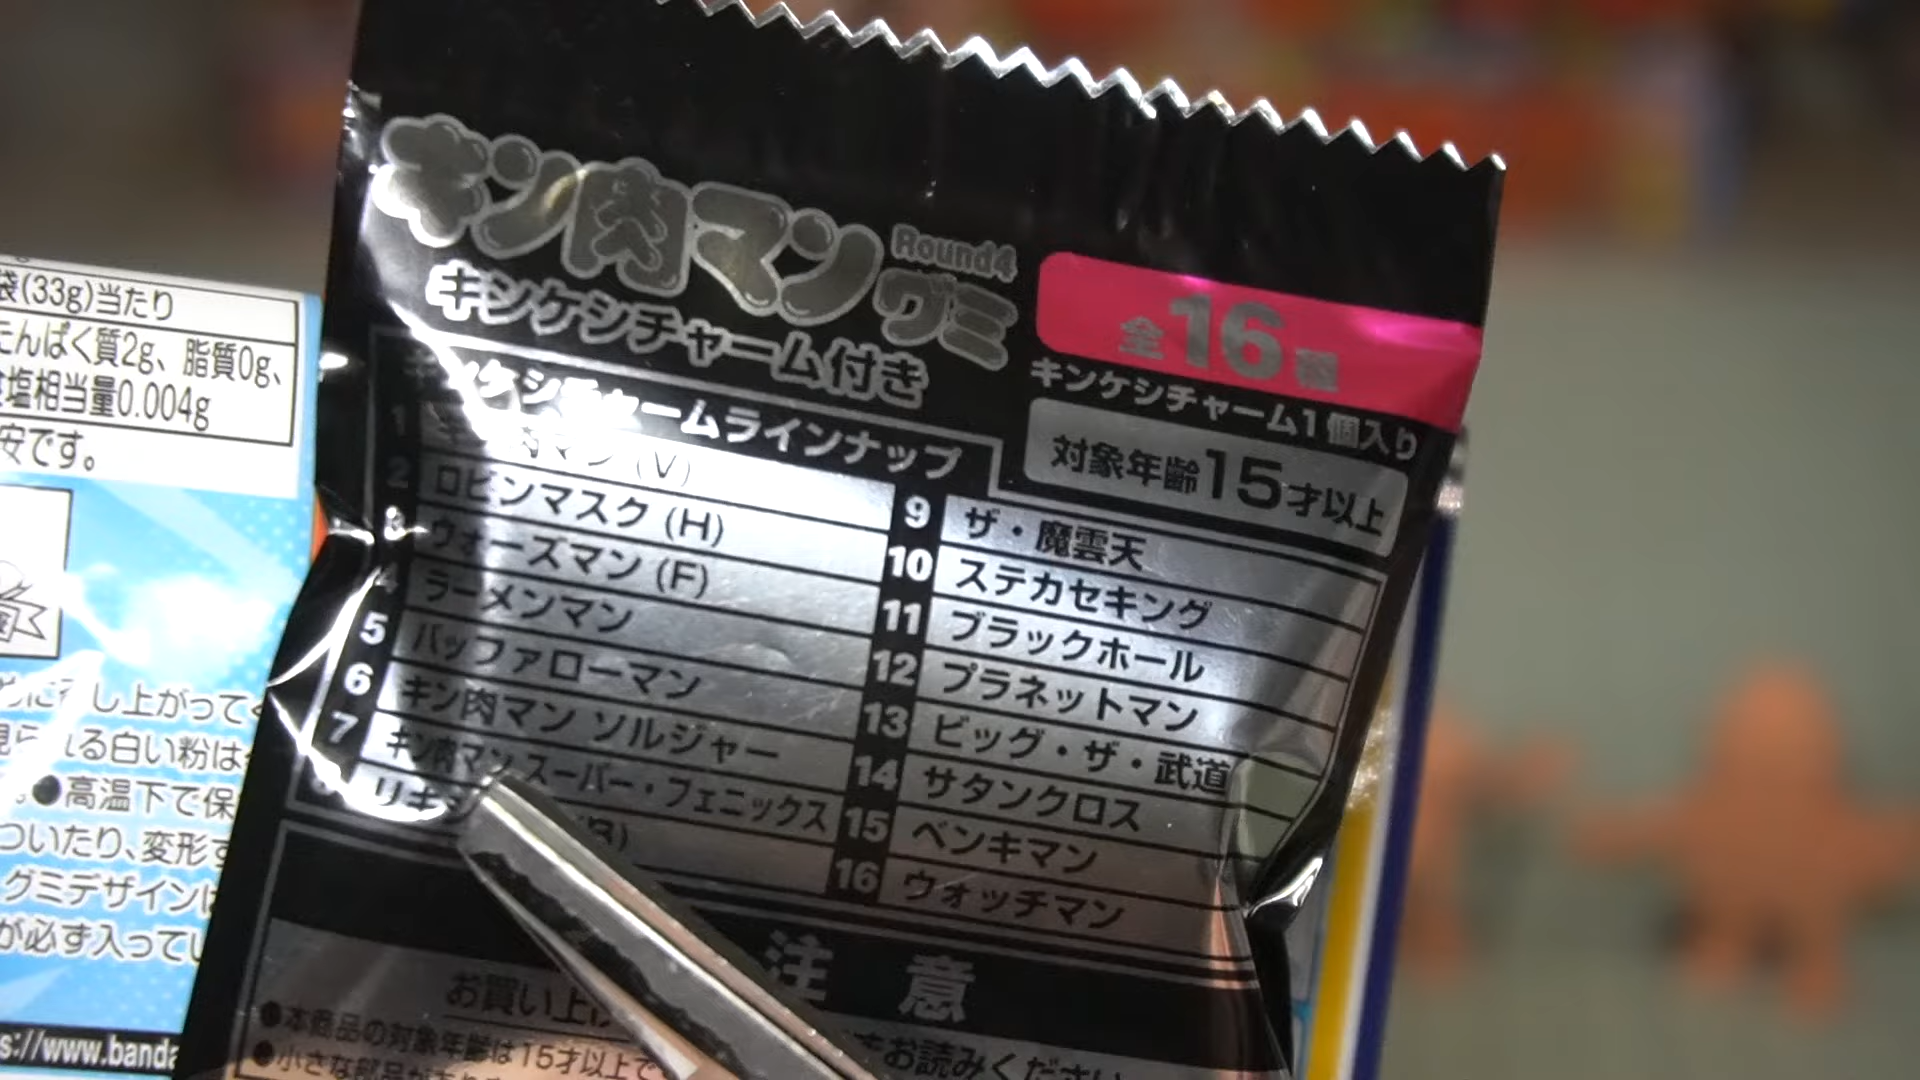 キン肉マン
Round4
グミ
キンケシチャーム付き
全16種
キンケシチャーム1個入り
対象年齢15才以上
キンケシチャームラインナップ
1 キン肉マン (V)
2 ロビンマスク (H)
3 ウォーズマン (F)
4 ラーメンマン
5 バッファローマン
6 キン肉マン ソルジャー
7 キン肉マン スーパー・フェニックス
8 リキシ (B)
9 ザ・魔雲天
10 ステカセキング
11 ブラックホール
12 プラネットマン
13 ビッグ・ザ・武道
14 サタンクロス
15 ベンキマン
16 ウォッチマン
注意
お買い上げ
お読みください
●本商品の対象年齢は15才以上で
●小さな部品が
袋(33g)当たり
たんぱく質2g、脂質0g、
食塩相当量0.004g
安です。
し上がってく
る白い粉は
●高温下で保
ついたり、変形す
グミデザインは
が必ず入ってい
s://www.banda